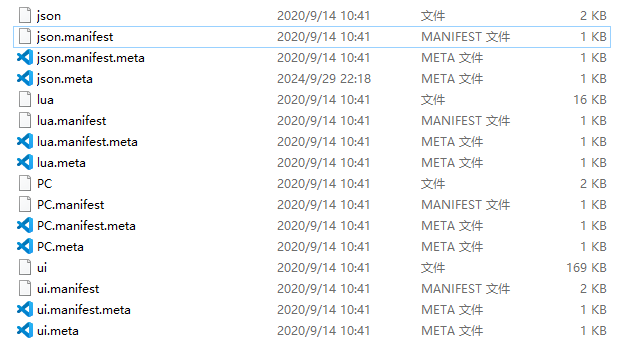 json 2020/9/14 10:41 文件 2 KB
json.manifest 2020/9/14 10:41 MANIFEST 文件 1 KB
json.manifest.meta 2020/9/14 10:41 META 文件 1 KB
json.meta 2024/9/29 22:18 META 文件 1 KB
lua 2020/9/14 10:41 文件 16 KB
lua.manifest 2020/9/14 10:41 MANIFEST 文件 1 KB
lua.manifest.meta 2020/9/14 10:41 META 文件 1 KB
lua.meta 2020/9/14 10:41 META 文件 1 KB
PC 2020/9/14 10:41 文件 2 KB
PC.manifest 2020/9/14 10:41 MANIFEST 文件 1 KB
PC.manifest.meta 2020/9/14 10:41 META 文件 1 KB
PC.meta 2020/9/14 10:41 META 文件 1 KB
ui 2020/9/14 10:41 文件 169 KB
ui.manifest 2020/9/14 10:41 MANIFEST 文件 2 KB
ui.manifest.meta 2020/9/14 10:41 META 文件 1 KB
ui.meta 2020/9/14 10:41 META 文件 1 KB